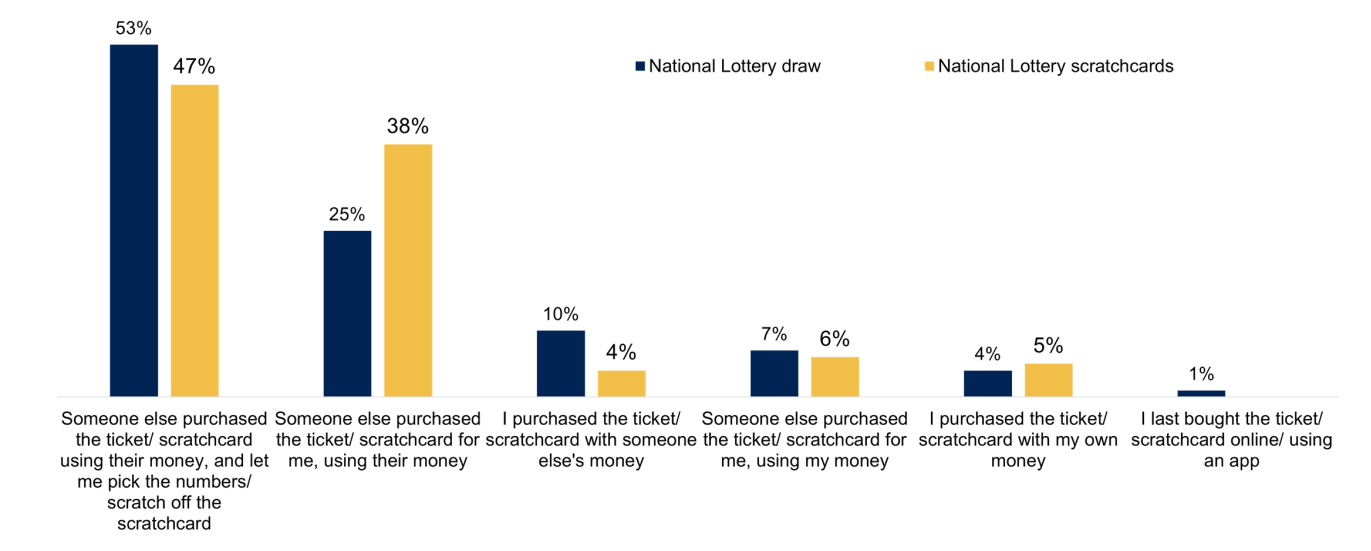 53%
47%
National Lottery draw
National Lottery scratchcards
38%
25%
10%
4%
7%
6%
4%
5%
1%
Someone else purchased
the ticket/ scratchcard
using their money, and let
me pick the numbers/
scratch off the
scratchcard
Someone else purchased
the ticket/ scratchcard for
me, using their money
I purchased the ticket/
scratchcard with someone
else's money
Someone else purchased
the ticket/ scratchcard for
me, using my money
I purchased the ticket/
scratchcard with my own
money
I last bought the ticket/
scratchcard online/ using
an app